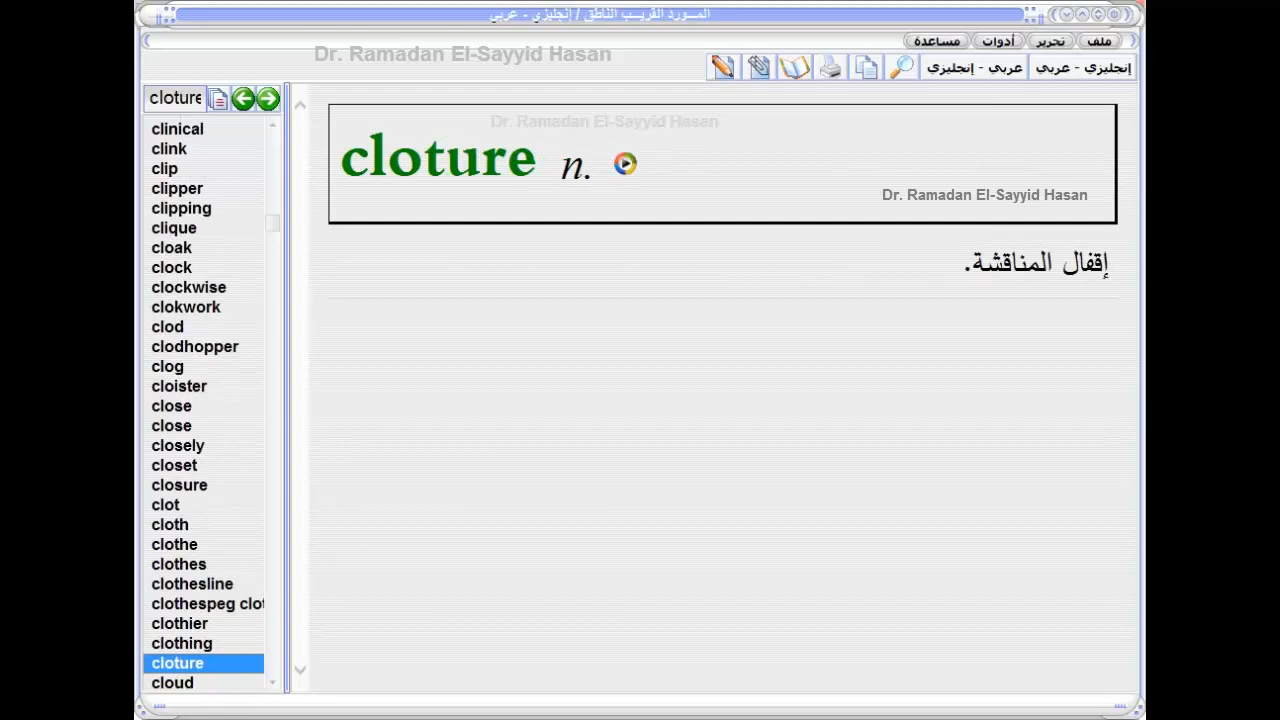 المـورد القريـب الناطق / إنجليزي - عربي
ملف تحرير أدوات مساعدة
Dr. Ramadan El-Sayyid Hasan
إنجليزي - عربي عربي - إنجليزي
cloture
clinical
clink
clip
clipper
clipping
clique
cloak
clock
clockwise
clokwork
clod
clodhopper
clog
cloister
close
close
closely
closet
closure
clot
cloth
clothe
clothes
clothesline
clothespeg clot
clothier
clothing
cloture
cloud
Dr. Ramadan El-Sayyid Hasan
cloture n.
Dr. Ramadan El-Sayyid Hasan
إقفال المناقشة.